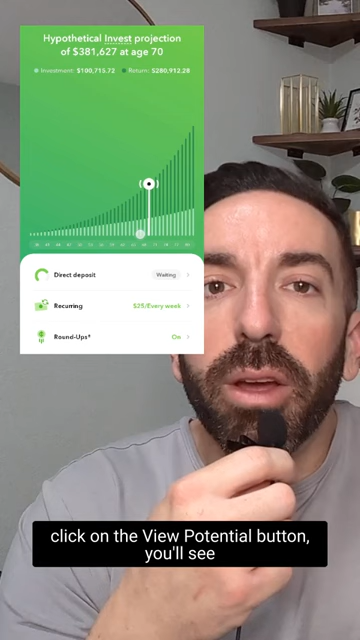 Hypothetical Invest projection
of $381,627 at age 70
Investment: $100,715.72 Return: $280,912.28
Direct deposit Waiting
Recurring $25/Every week
Round-Ups® On
click on the View Potential button,
you'll see